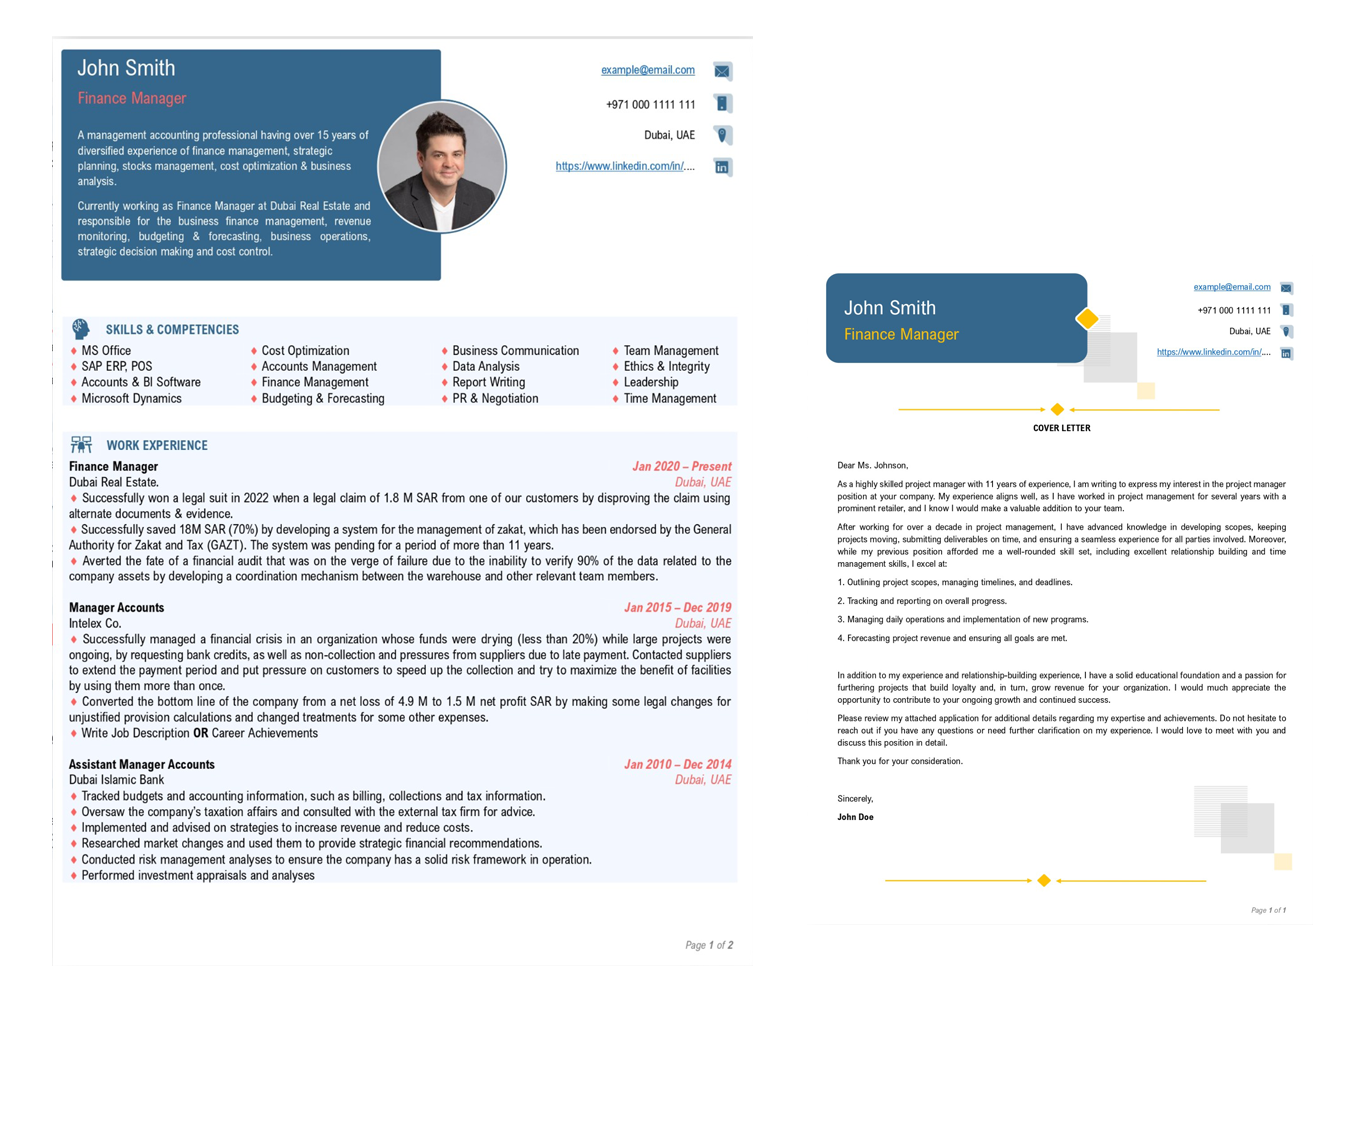 John Smith
Finance Manager
A management accounting professional having over 15 years of
diversified experience of finance management, strategic
planning, stocks management, cost optimization & business
analysis.
Currently working as Finance Manager at Dubai Real Estate and
responsible for the business finance management, revenue
monitoring, budgeting & forecasting, business operations,
strategic decision making and cost control.
example@email.com
+971 000 1111 111
Dubai, UAE
https://www.linkedin.com/in/....
SKILLS & COMPETENCIES
♦ MS Office ♦ Cost Optimization ♦ Business Communication ♦ Team Management
♦ SAP ERP, POS ♦ Accounts Management ♦ Data Analysis ♦ Ethics & Integrity
♦ Accounts & BI Software ♦ Finance Management ♦ Report Writing ♦ Leadership
♦ Microsoft Dynamics ♦ Budgeting & Forecasting ♦ PR & Negotiation ♦ Time Management
WORK EXPERIENCE
Finance Manager Jan 2020 – Present
Dubai Real Estate. Dubai, UAE
♦ Successfully won a legal suit in 2022 when a legal claim of 1.8 M SAR from one of our customers by disproving the claim using
alternate documents & evidence.
♦ Successfully saved 18M SAR (70%) by developing a system for the management of zakat, which has been endorsed by the General
Authority for Zakat and Tax (GAZT). The system was pending for a period of more than 11 years.
♦ Averted the fate of a financial audit that was on the verge of failure due to the inability to verify 90% of the data related to the
company assets by developing a coordination mechanism between the warehouse and other relevant team members.
Manager Accounts Jan 2015 – Dec 2019
Intelex Co. Dubai, UAE
♦ Successfully managed a financial crisis in an organization whose funds were drying (less than 20%) while large projects were
ongoing, by requesting bank credits, as well as non-collection and pressures from suppliers due to late payment. Contacted suppliers
to extend the payment period and put pressure on customers to speed up the collection and try to maximize the benefit of facilities
by using them more than once.
♦ Converted the bottom line of the company from a net loss of 4.9 M to 1.5 M net profit SAR by making some legal changes for
unjustified provision calculations and changed treatments for some other expenses.
♦ Write Job Description OR Career Achievements
Assistant Manager Accounts Jan 2010 – Dec 2014
Dubai Islamic Bank Dubai, UAE
♦ Tracked budgets and accounting information, such as billing, collections and tax information.
♦ Oversaw the company's taxation affairs and consulted with the external tax firm for advice.
♦ Implemented and advised on strategies to increase revenue and reduce costs.
♦ Researched market changes and used them to provide strategic financial recommendations.
♦ Conducted risk management analyses to ensure the company has a solid risk framework in operation.
♦ Performed investment appraisals and analyses
Page 1 of 2
John Smith
Finance Manager
example@email.com
+971 000 1111 111
Dubai, UAE
https://www.linkedin.com/in/....
COVER LETTER
Dear Ms. Johnson,
As a highly skilled project manager with 11 years of experience, I am writing to express my interest in the project manager
position at your company. My experience aligns well, as I have worked in project management for several years with a
prominent retailer, and I know I would make a valuable addition to your team.
After working for over a decade in project management, I have advanced knowledge in developing scopes, keeping
projects moving, submitting deliverables on time, and ensuring a seamless experience for all parties involved. Moreover,
while my previous position afforded me a well-rounded skill set, including excellent relationship building and time
management skills, I excel at:
1. Outlining project scopes, managing timelines, and deadlines.
2. Tracking and reporting on overall progress.
3. Managing daily operations and implementation of new programs.
4. Forecasting project revenue and ensuring all goals are met.
In addition to my experience and relationship-building experience, I have a solid educational foundation and a passion for
furthering projects that build loyalty and, in turn, grow revenue for your organization. I would much appreciate the
opportunity to contribute to your ongoing growth and continued success.
Please review my attached application for additional details regarding my expertise and achievements. Do not hesitate to
reach out if you have any questions or need further clarification on my experience. I would love to meet with you and
discuss this position in detail.
Thank you for your consideration.
Sincerely,
John Doe
Page 1 of 1